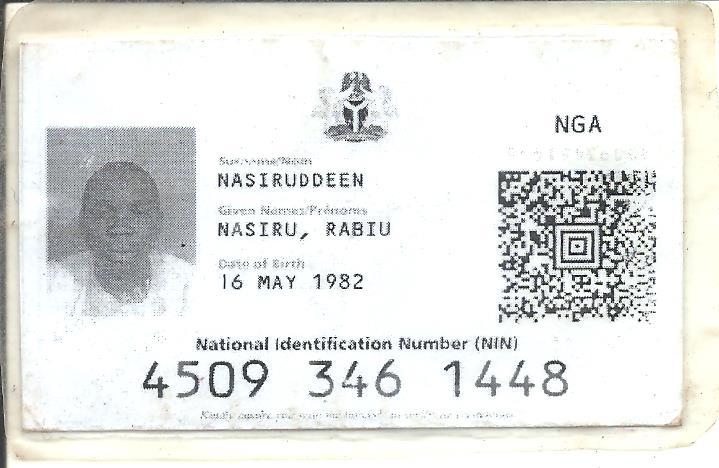 NGA
Surname/Nom
NASIRUDDEEN
Given Names/Prénoms
NASIRU, RABIU
Date of Birth
16 MAY 1982
National Identification Number (NIN)
4509 346 1448